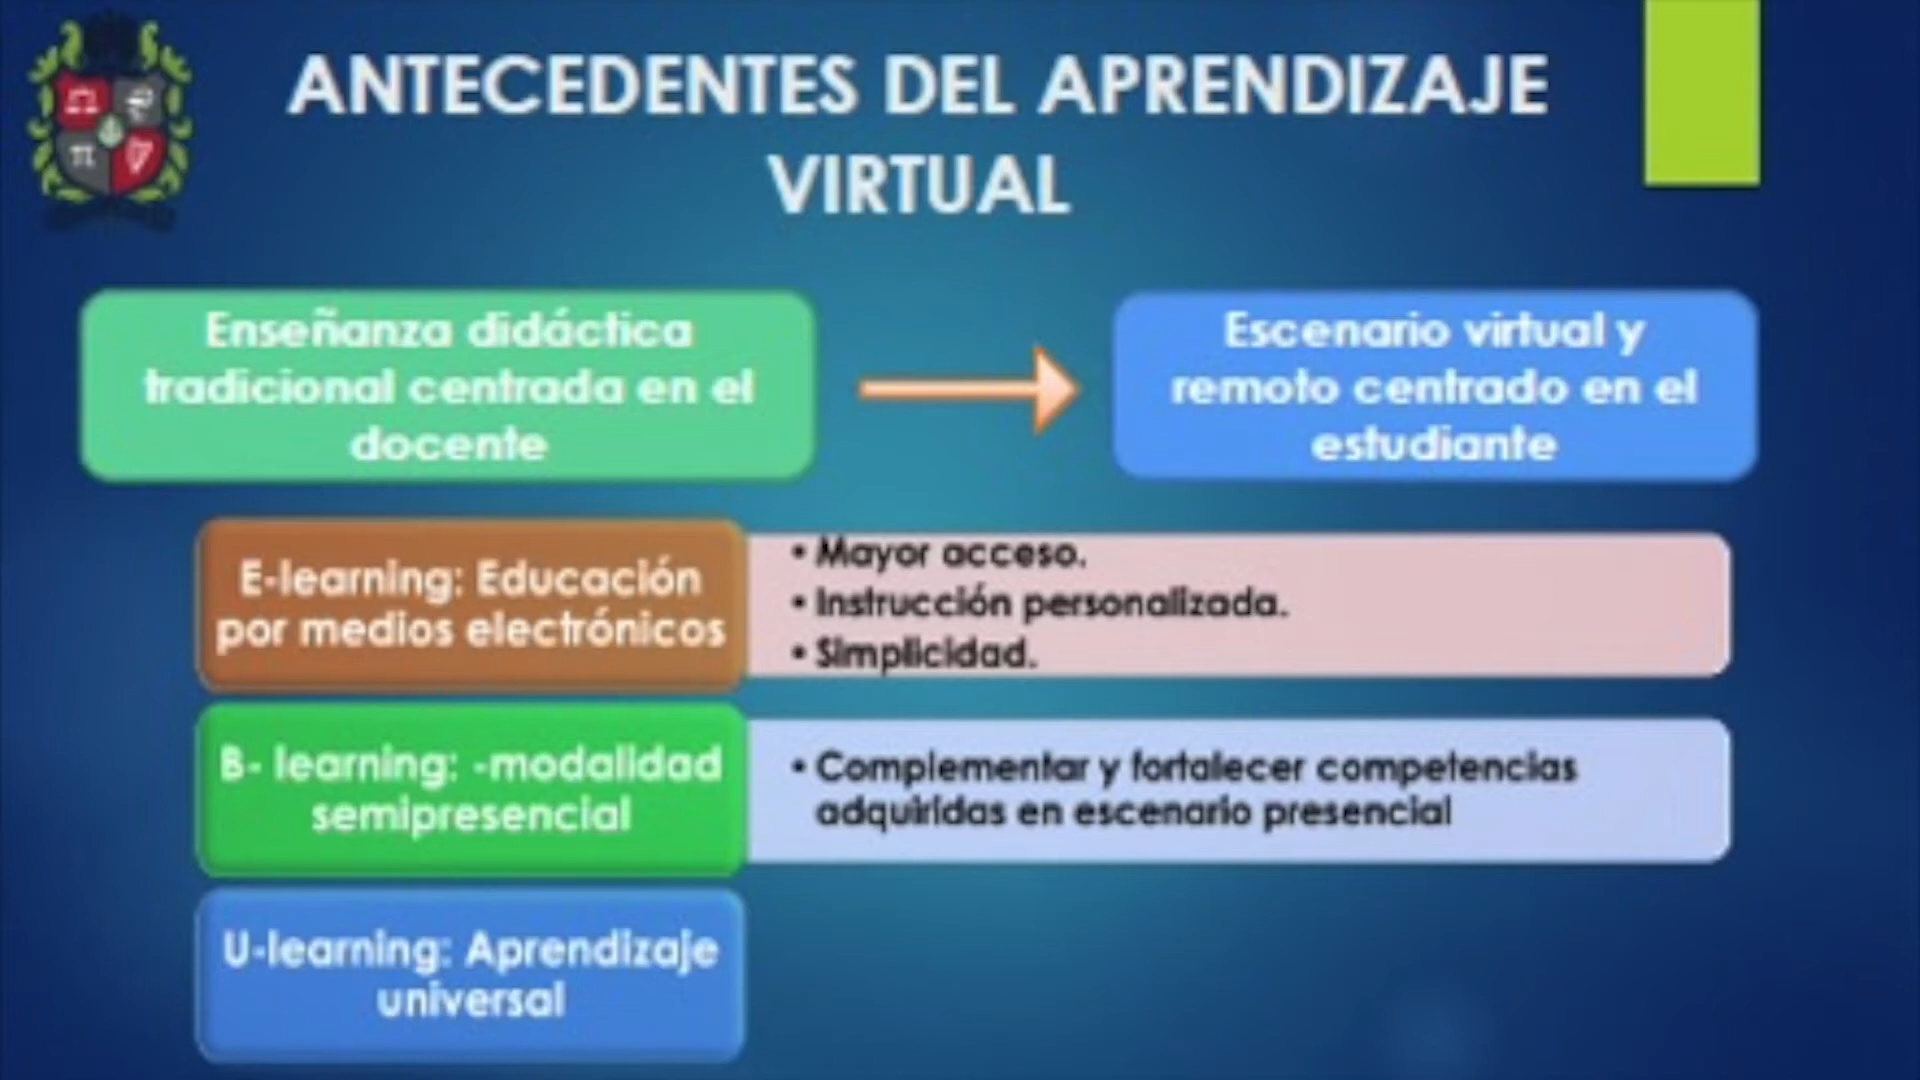 ANTECEDENTES DEL APRENDIZAJE
VIRTUAL
Enseñanza didáctica
tradicional centrada en el
docente
Escenario virtual y
remoto centrado en el
estudiante
E-learning: Educación
por medios electrónicos
• Mayor acceso.
• Instrucción personalizada.
• Simplicidad.
B- learning: -modalidad
semipresencial
• Complementar y fortalecer competencias
adquiridas en escenario presencial
U-learning: Aprendizaje
universal